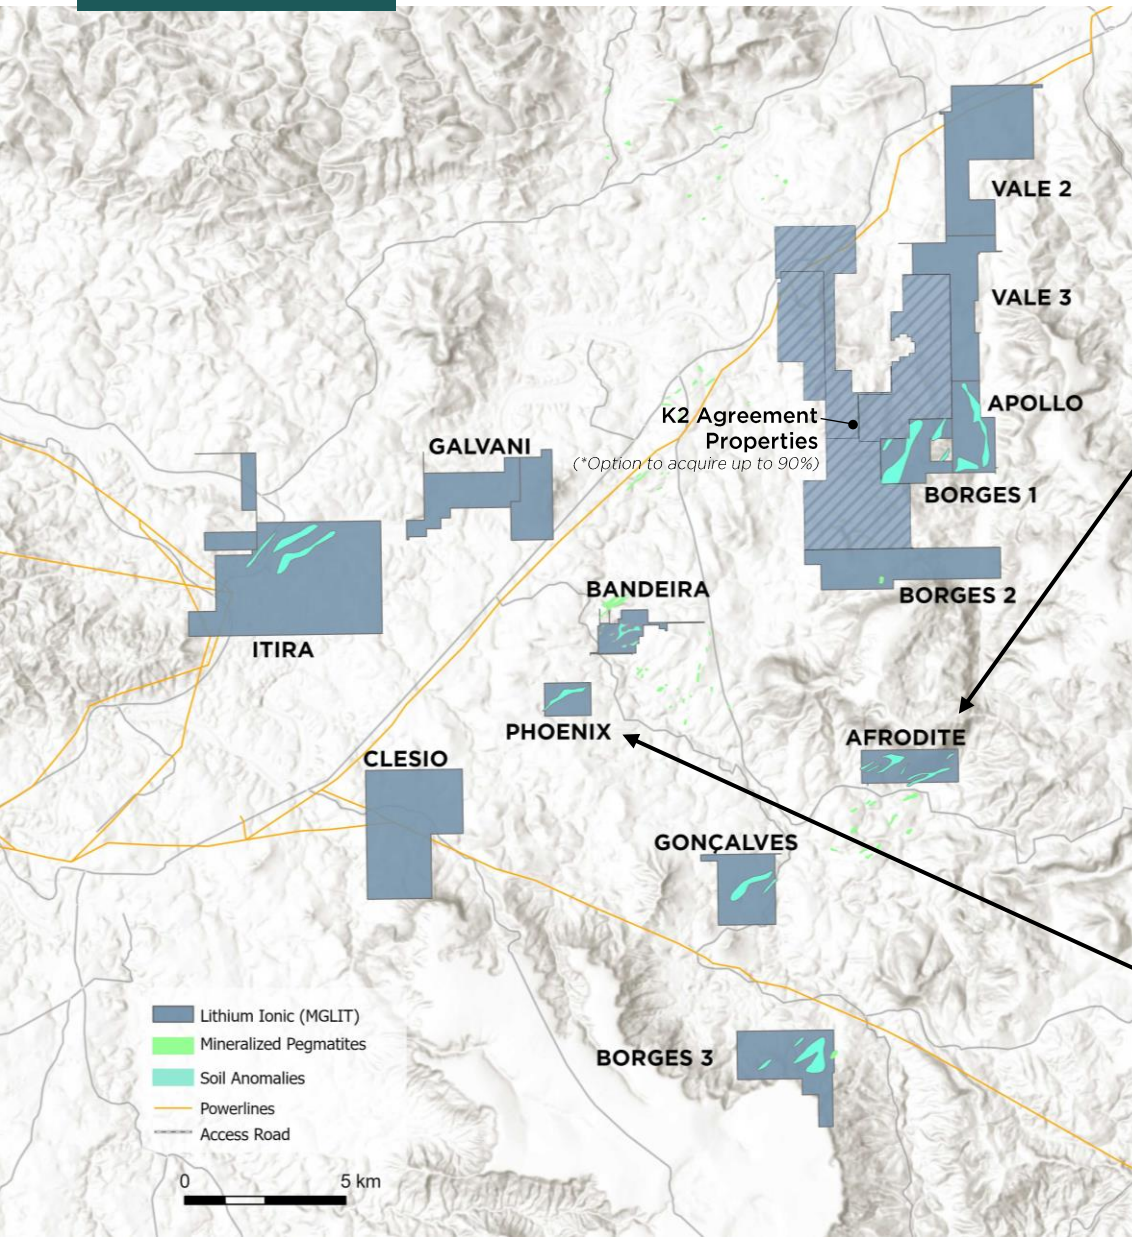 VALE 2
VALE 3
APOLLO
K2 Agreement
Properties
(*Option to acquire up to 90%)
GALVANI
BORGES 1
BANDEIRA
BORGES 2
ITIRA
PHOENIX
AFRODITE
CLESIO
GONÇALVES
BORGES 3
Lithium Ionic (MGLIT)
Mineralized Pegmatites
Soil Anomalies
Powerlines
Access Road
0 5 km